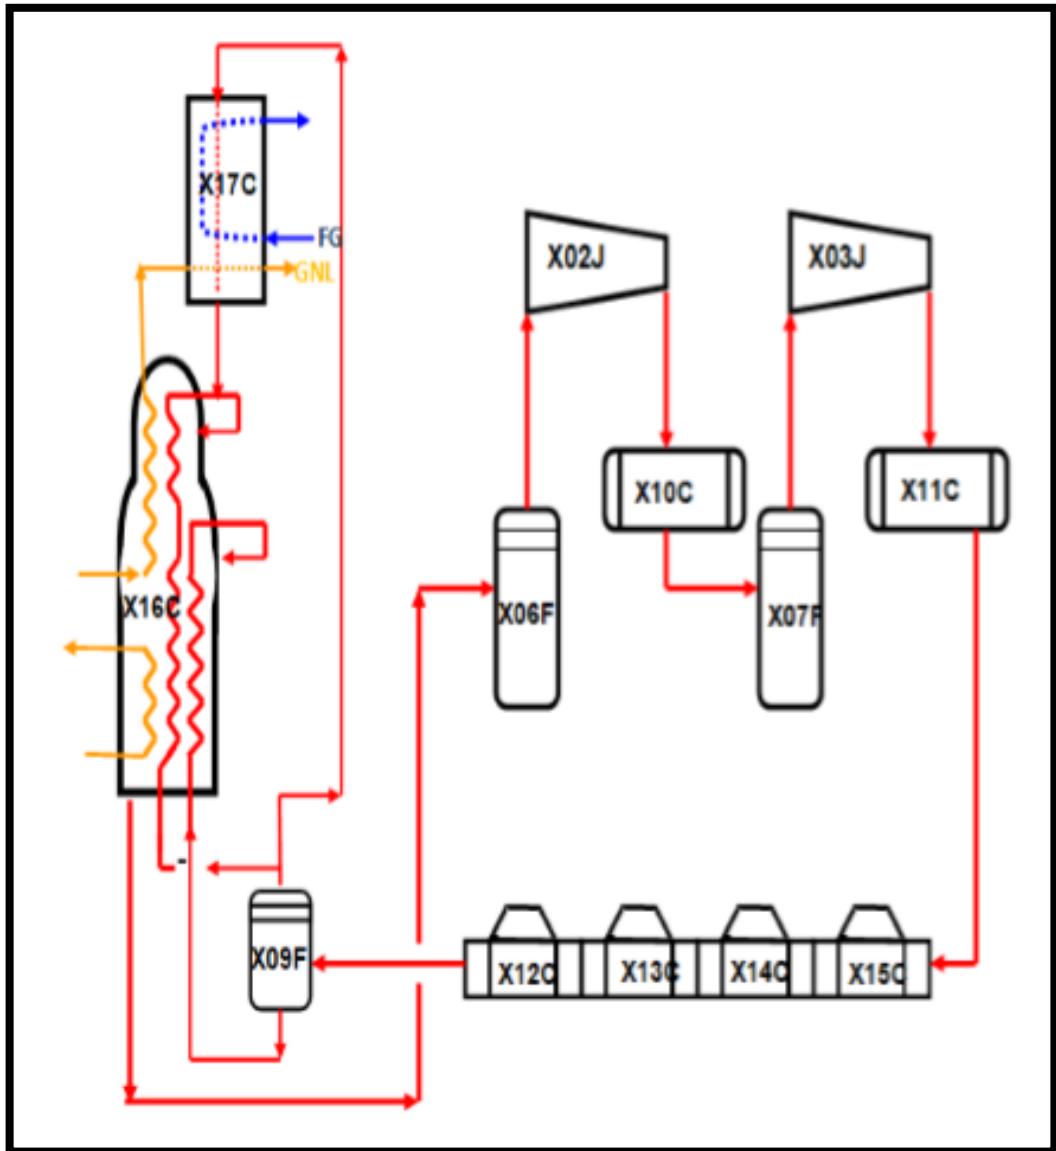 X17C
FG
GNL
X02J
X03J
X10C
X11C
X16C
X06F
X07F
X09F
X12C
X13C
X14C
X15C